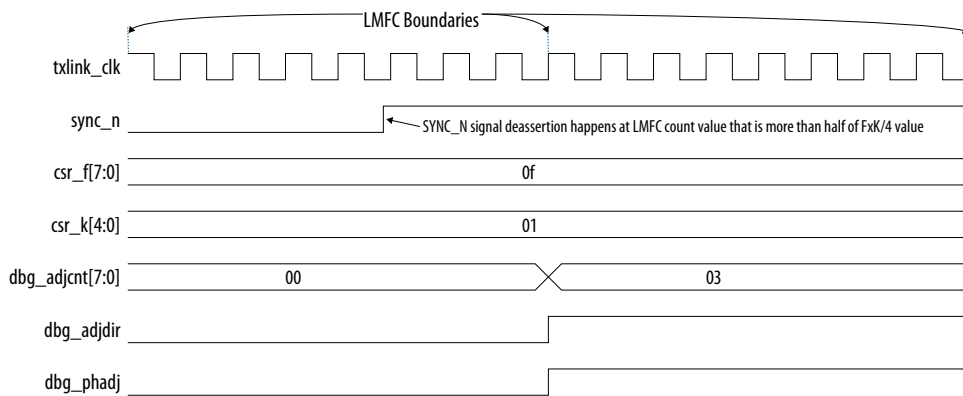 LMFC Boundaries
txlink_clk
sync_n
SYNC_N signal deassertion happens at LMFC count value that is more than half of FxK/4 value
csr_f[7:0]
0f
csr_k[4:0]
01
dbg_adjcnt[7:0]
00
03
dbg_adjdir
dbg_phadj